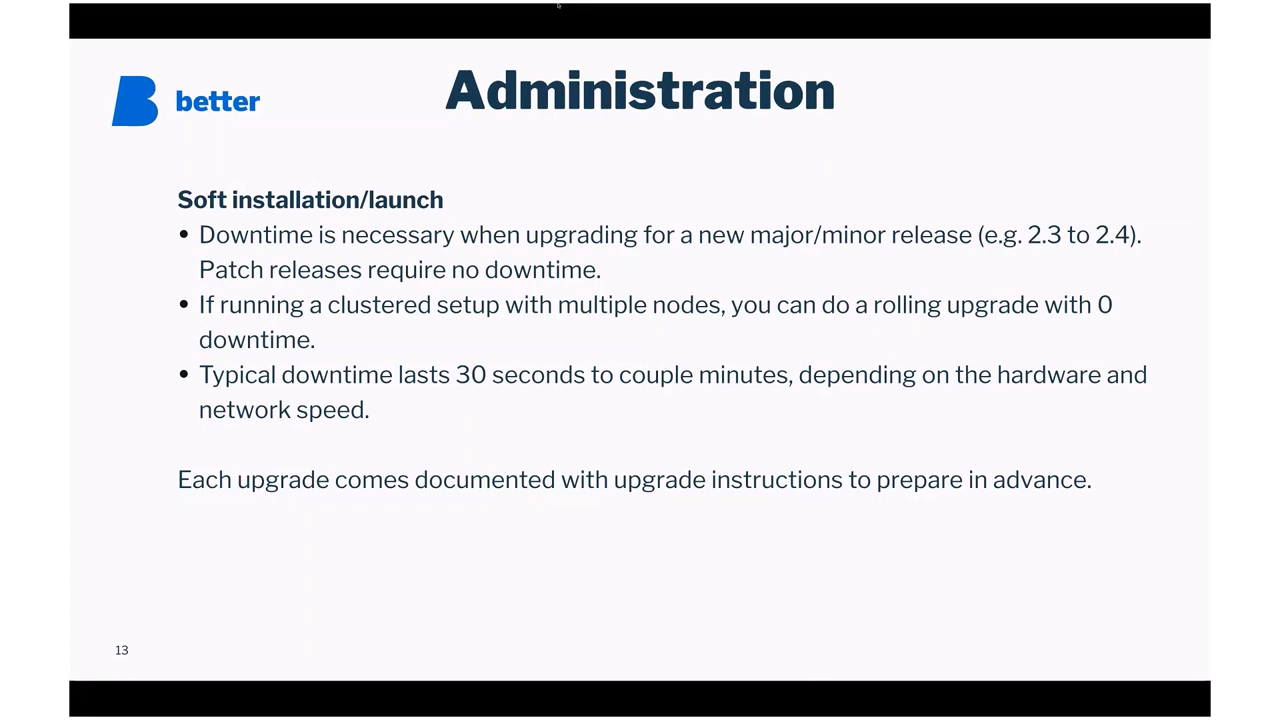 better
Administration
Soft installation/launch
• Downtime is necessary when upgrading for a new major/minor release (e.g. 2.3 to 2.4).
Patch releases require no downtime.
• If running a clustered setup with multiple nodes, you can do a rolling upgrade with 0
downtime.
• Typical downtime lasts 30 seconds to couple minutes, depending on the hardware and
network speed.
Each upgrade comes documented with upgrade instructions to prepare in advance.
13